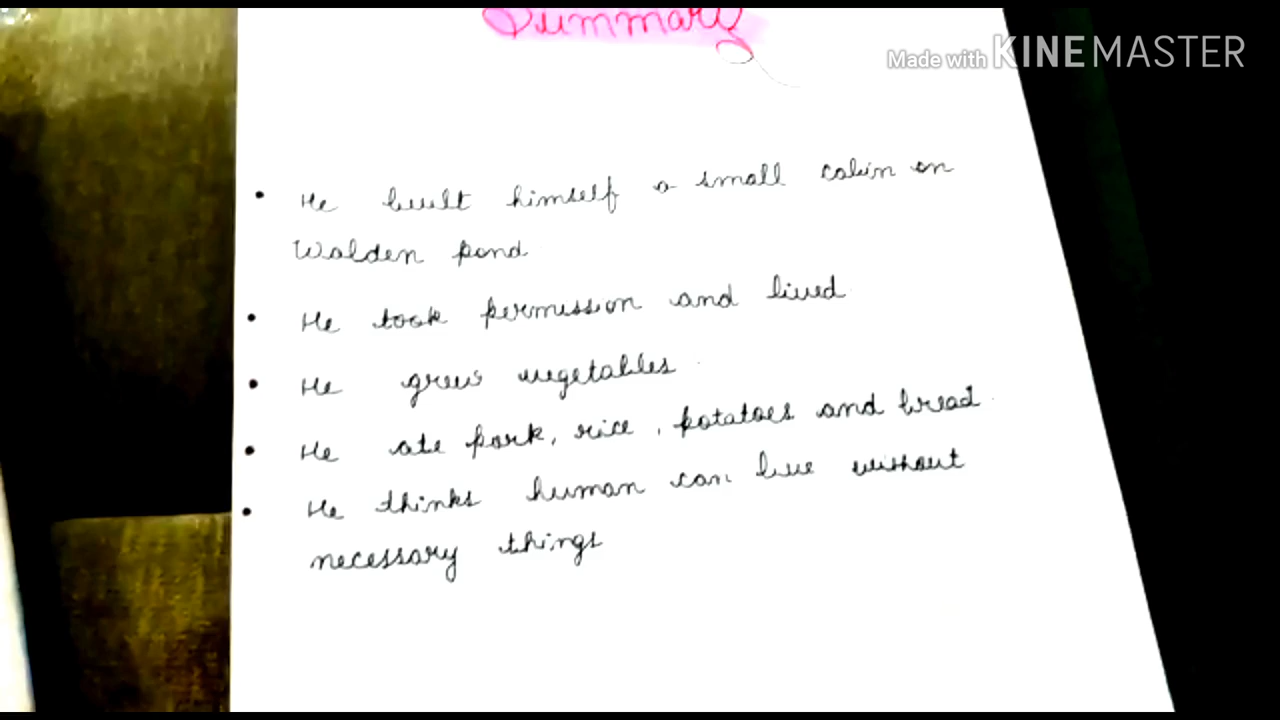 Summary
Made with KINEMASTER
• He built himself a small cabin on
Walden pond
• He took permission and lived
• He grew vegetables
• He ate pork, rice, potatoes and bread
• He thinks human can live without
necessary things